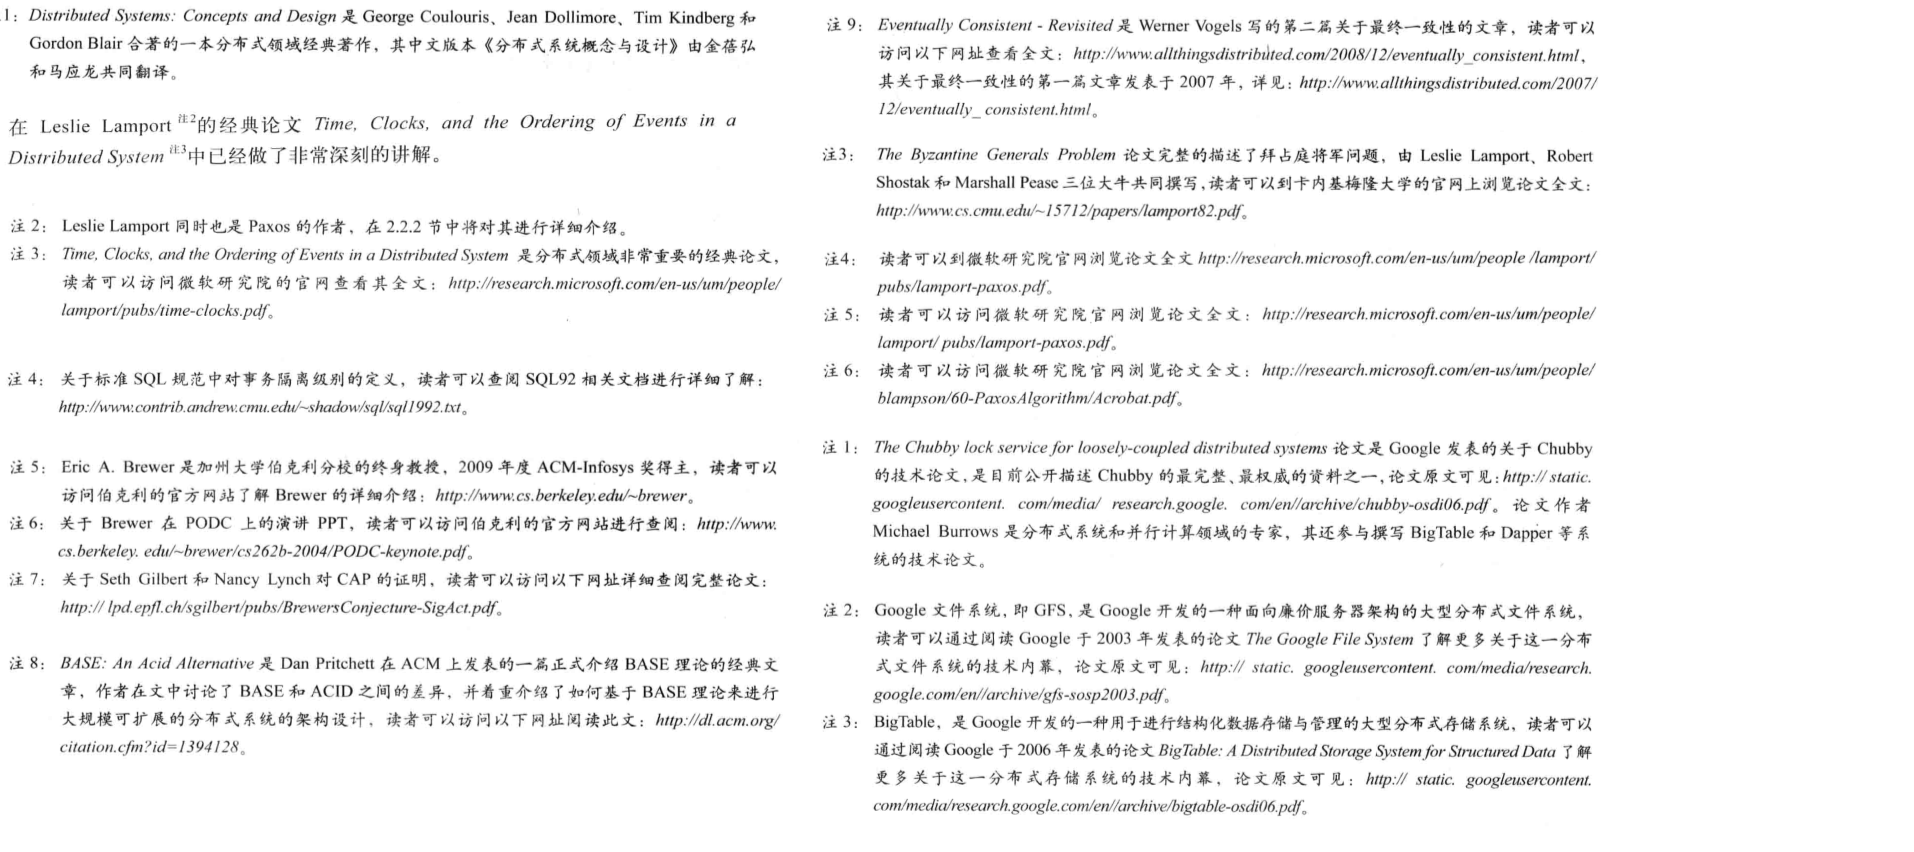 1: Distributed Systems: Concepts and Design 是 George Coulouris、Jean Dollimore、Tim Kindberg 和
Gordon Blair 合著的一本分布式领域经典著作，其中文版本《分布式系统概念与设计》由金蓓弘
和马应龙共同翻译。
在 Leslie Lamport 注2的经典论文 Time, Clocks, and the Ordering of Events in a
Distributed System 注3中已经做了非常深刻的讲解。
注 2: Leslie Lamport 同时也是 Paxos 的作者，在 2.2.2 节中将对其进行详细介绍。
注 3: Time, Clocks, and the Ordering of Events in a Distributed System 是分布式领域非常重要的经典论文，
读者可以访问微软研究院的官网查看其全文：http://research.microsoft.com/en-us/um/people/
lamport/pubs/time-clocks.pdf。
注 4: 关于标准 SQL 规范中对事务隔离级别的定义，读者可以查阅 SQL92 相关文档进行详细了解：
http://www.contrib.andrew.cmu.edu/~shadow/sql/sql1992.txt。
注 5: Eric A. Brewer 是加州大学伯克利分校的终身教授，2009 年度 ACM-Infosys 奖得主，读者可以
访问伯克利的官方网站了解 Brewer 的详细介绍：http://www.cs.berkeley.edu/~brewer。
注 6: 关于 Brewer 在 PODC 上的演讲 PPT，读者可以访问伯克利的官方网站进行查阅：http://www.
cs.berkeley. edu/~brewer/cs262b-2004/PODC-keynote.pdf。
注 7: 关于 Seth Gilbert 和 Nancy Lynch 对 CAP 的证明，读者可以访问以下网址详细查阅完整论文：
http:// lpd.epfl.ch/sgilbert/pubs/BrewersConjecture-SigAct.pdf。
注 8: BASE: An Acid Alternative 是 Dan Pritchett 在 ACM 上发表的一篇正式介绍 BASE 理论的经典文
章，作者在文中讨论了 BASE 和 ACID 之间的差异，并着重介绍了如何基于 BASE 理论来进行
大规模可扩展的分布式系统的架构设计，读者可以访问以下网址阅读此文：http://dl.acm.org/
citation.cfm?id=1394128。
注 9: Eventually Consistent - Revisited 是 Werner Vogels 写的第二篇关于最终一致性的文章，读者可以
访问以下网址查看全文：http://www.allthingsdistributed.com/2008/12/eventually_consistent.html，
其关于最终一致性的第一篇文章发表于 2007 年，详见：http://www.allthingsdistributed.com/2007/
12/eventually_ consistent.html。
注3: The Byzantine Generals Problem 论文完整的描述了拜占庭将军问题，由 Leslie Lamport、Robert
Shostak 和 Marshall Pease 三位大牛共同撰写，读者可以到卡内基梅隆大学的官网上浏览论文全文：
http://www.cs.cmu.edu/~15712/papers/lamport82.pdf。
注4: 读者可以到微软研究院官网浏览论文全文 http://research.microsoft.com/en-us/um/people /lamport/
pubs/lamport-paxos.pdf。
注 5: 读者可以访问微软研究院官网浏览论文全文：http://research.microsoft.com/en-us/um/people/
lamport/ pubs/lamport-paxos.pdf。
注 6: 读者可以访问微软研究院官网浏览论文全文：http://research.microsoft.com/en-us/um/people/
blampson/60-PaxosAlgorithm/Acrobat.pdf。
注 1: The Chubby lock service for loosely-coupled distributed systems 论文是 Google 发表的关于 Chubby
的技术论文，是目前公开描述 Chubby 的最完整、最权威的资料之一，论文原文可见：http:// static.
googleusercontent. com/media/ research.google. com/en//archive/chubby-osdi06.pdf。论文作者
Michael Burrows 是分布式系统和并行计算领域的专家，其还参与撰写 BigTable 和 Dapper 等系
统的技术论文。
注 2: Google 文件系统，即 GFS，是 Google 开发的一种面向廉价服务器架构的大型分布式文件系统，
读者可以通过阅读 Google 于 2003 年发表的论文 The Google File System 了解更多关于这一分布
式文件系统的技术内幕，论文原文可见：http:// static. googleusercontent. com/media/research.
google.com/en//archive/gfs-sosp2003.pdf。
注 3: BigTable，是 Google 开发的一种用于进行结构化数据存储与管理的大型分布式存储系统，读者可以
通过阅读 Google 于 2006 年发表的论文 BigTable: A Distributed Storage System for Structured Data 了解
更多关于这一分布式存储系统的技术内幕，论文原文可见：http:// static. googleusercontent.
com/media/research.google.com/en//archive/bigtable-osdi06.pdf。